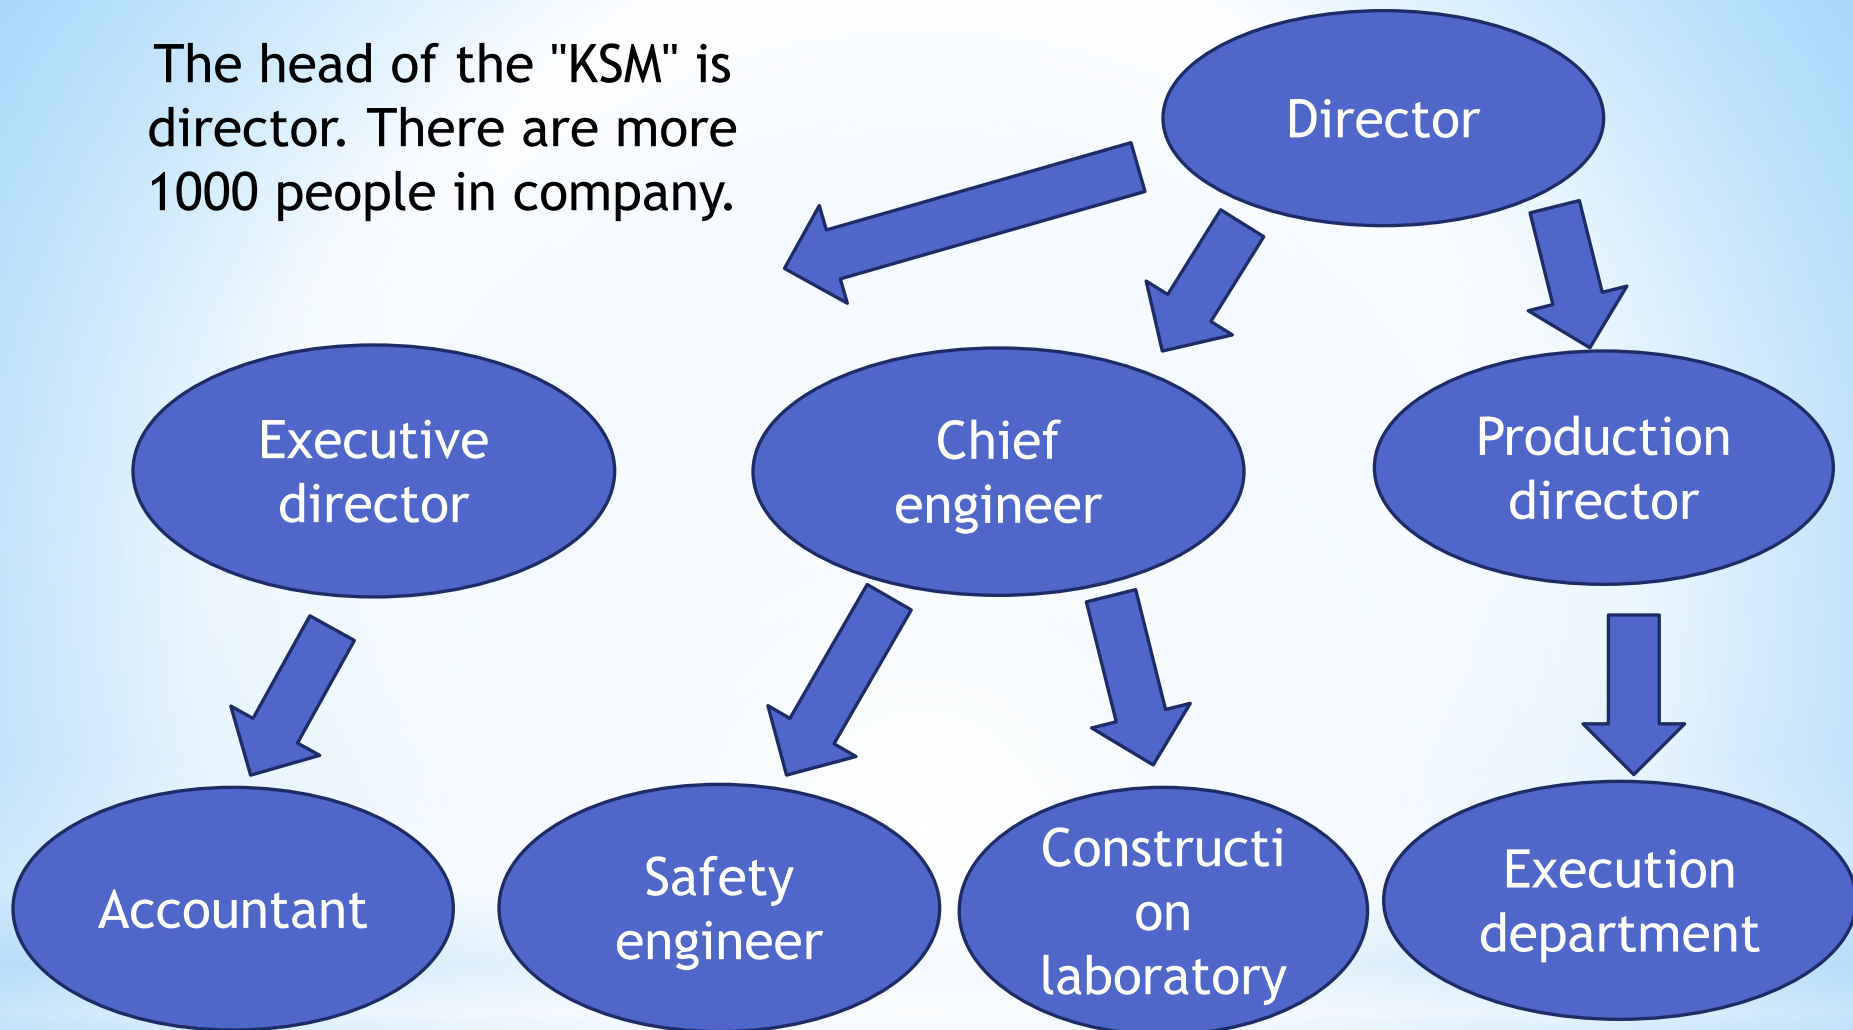 The head of the "KSM" is
director. There are more
1000 people in company.
Director
Executive
director
Chief
engineer
Production
director
Accountant
Safety
engineer
Constructi
on
laboratory
Execution
department